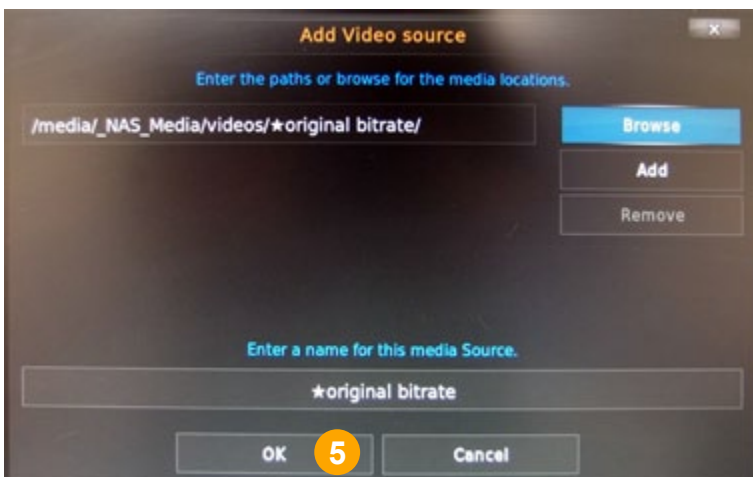 Add Video source
Enter the paths or browse for the media locations.
/media/_NAS_Media/videos/★original bitrate/
Browse
Add
Remove
Enter a name for this media Source.
★original bitrate
OK 5 Cancel